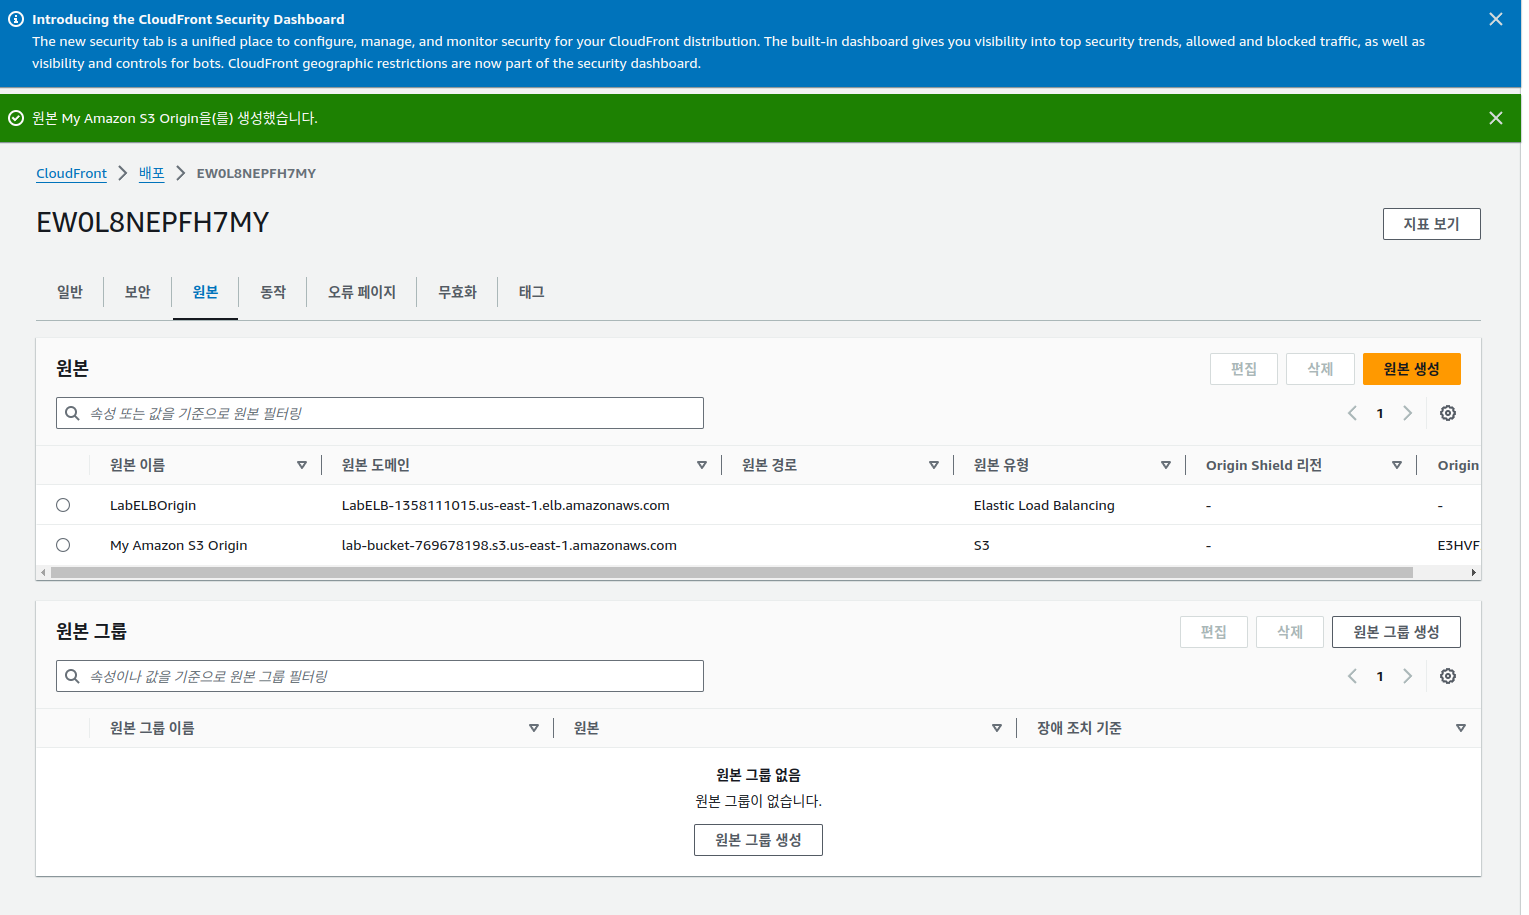 Introducing the CloudFront Security Dashboard
The new security tab is a unified place to configure, manage, and monitor security for your CloudFront distribution. The built-in dashboard gives you visibility into top security trends, allowed and blocked traffic, as well as
visibility and controls for bots. CloudFront geographic restrictions are now part of the security dashboard.
원본 My Amazon S3 Origin을(를) 생성했습니다.
CloudFront 배포 EW0L8NEPFH7MY
EW0L8NEPFH7MY
지표 보기
일반 보안 원본 동작 오류 페이지 무효화 태그
원본
편집 삭제 원본 생성
속성 또는 값을 기준으로 원본 필터링
1
원본 이름 원본 도메인 원본 경로 원본 유형 Origin Shield 리전 Origin
LabELBOrigin LabELB-1358111015.us-east-1.elb.amazonaws.com Elastic Load Balancing - -
My Amazon S3 Origin lab-bucket-769678198.s3.us-east-1.amazonaws.com S3 - E3HVF
원본 그룹
편집 삭제 원본 그룹 생성
속성이나 값을 기준으로 원본 그룹 필터링
1
원본 그룹 이름 원본 장애 조치 기준
원본 그룹 없음
원본 그룹이 없습니다.
원본 그룹 생성